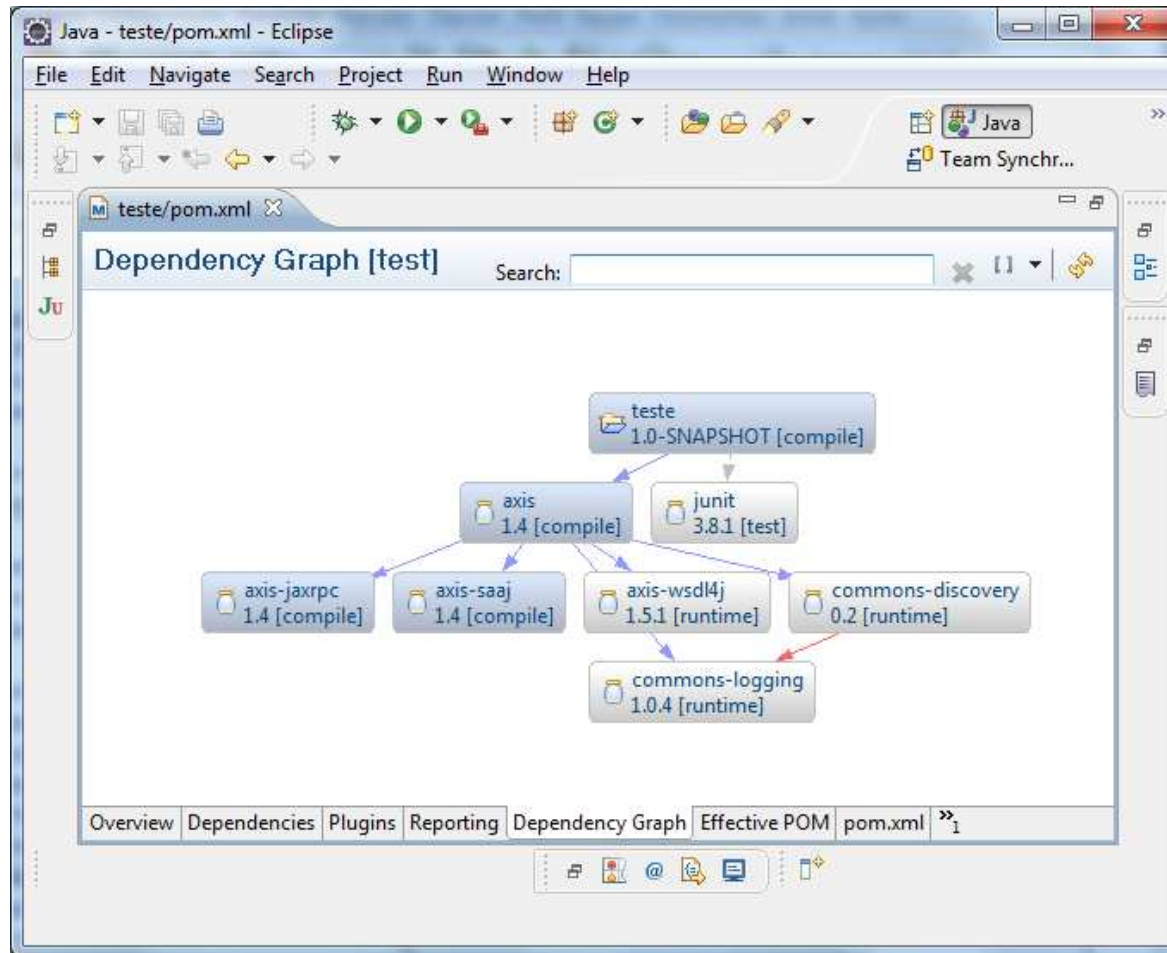 Java - teste/pom.xml - Eclipse
File Edit Navigate Search Project Run Window Help
Java
Team Synchr...
teste/pom.xml
Dependency Graph [test]
Search:
Ju
teste
1.0-SNAPSHOT [compile]
axis
1.4 [compile]
junit
3.8.1 [test]
axis-jaxrpc
1.4 [compile]
axis-saaj
1.4 [compile]
axis-wsdl4j
1.5.1 [runtime]
commons-discovery
0.2 [runtime]
commons-logging
1.0.4 [runtime]
Overview Dependencies Plugins Reporting Dependency Graph Effective POM pom.xml »1